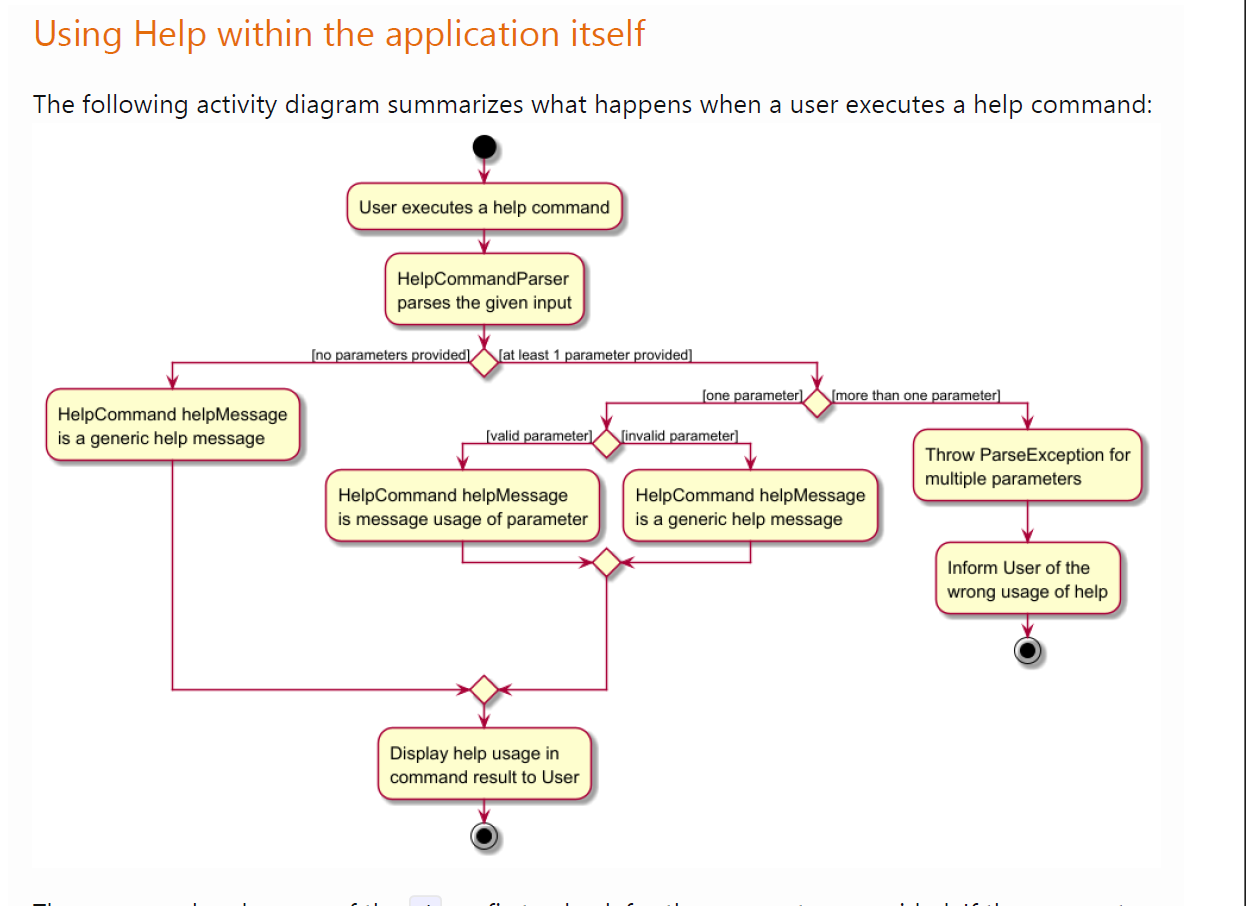 Using Help within the application itself
The following activity diagram summarizes what happens when a user executes a help command:
User executes a help command
HelpCommandParser
parses the given input
[no parameters provided]
[at least 1 parameter provided]
HelpCommand helpMessage
is a generic help message
[one parameter]
[more than one parameter]
[valid parameter]
[invalid parameter]
HelpCommand helpMessage
is message usage of parameter
HelpCommand helpMessage
is a generic help message
Throw ParseException for
multiple parameters
Inform User of the
wrong usage of help
Display help usage in
command result to User